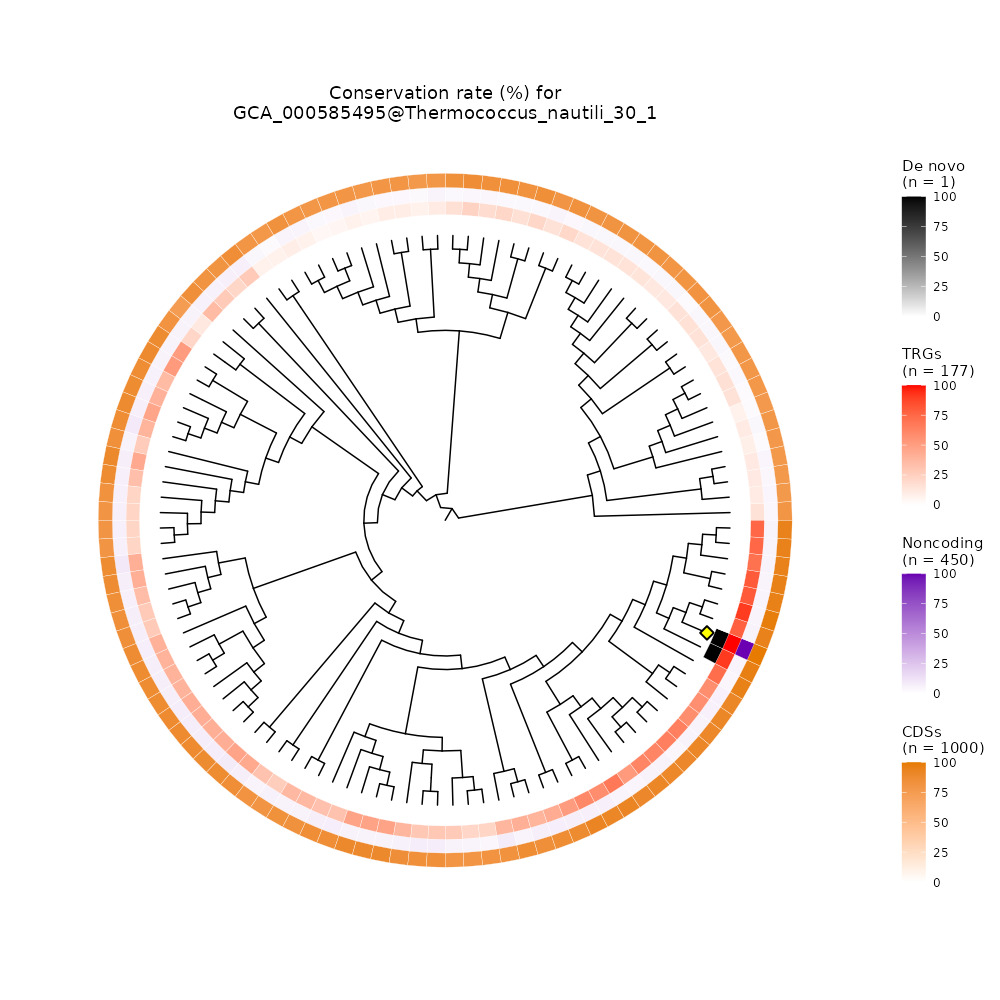 Conservation rate (%) for
GCA_000585495@Thermococcus_nautili_30_1
De novo
(n = 1)
100
75
50
25
0
TRGs
(n = 177)
100
75
50
25
0
Noncoding
(n = 450)
100
75
50
25
0
CDSs
(n = 1000)
100
75
50
25
0